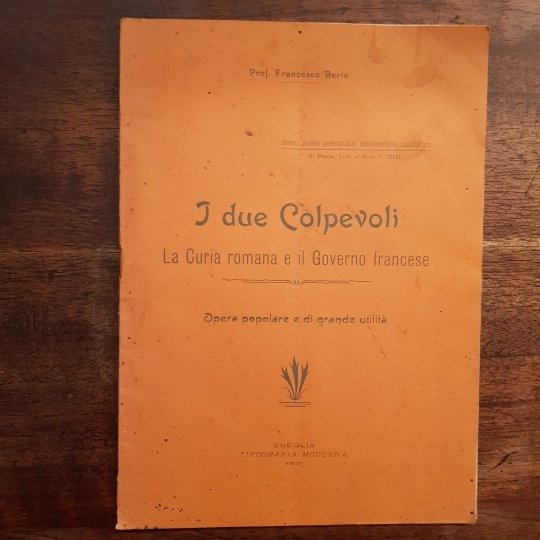 Prof. Francesco Berio
Omnis anima potestatibus sublimioribus subdita sit
S. Paolo, Lett. ai Rom. C. XIII.
I due Colpevoli
La Curia romana e il Governo francese
Opera popolare e di grande utilità
ONEGLIA
TIPOGRAFIA MODERNA
1907